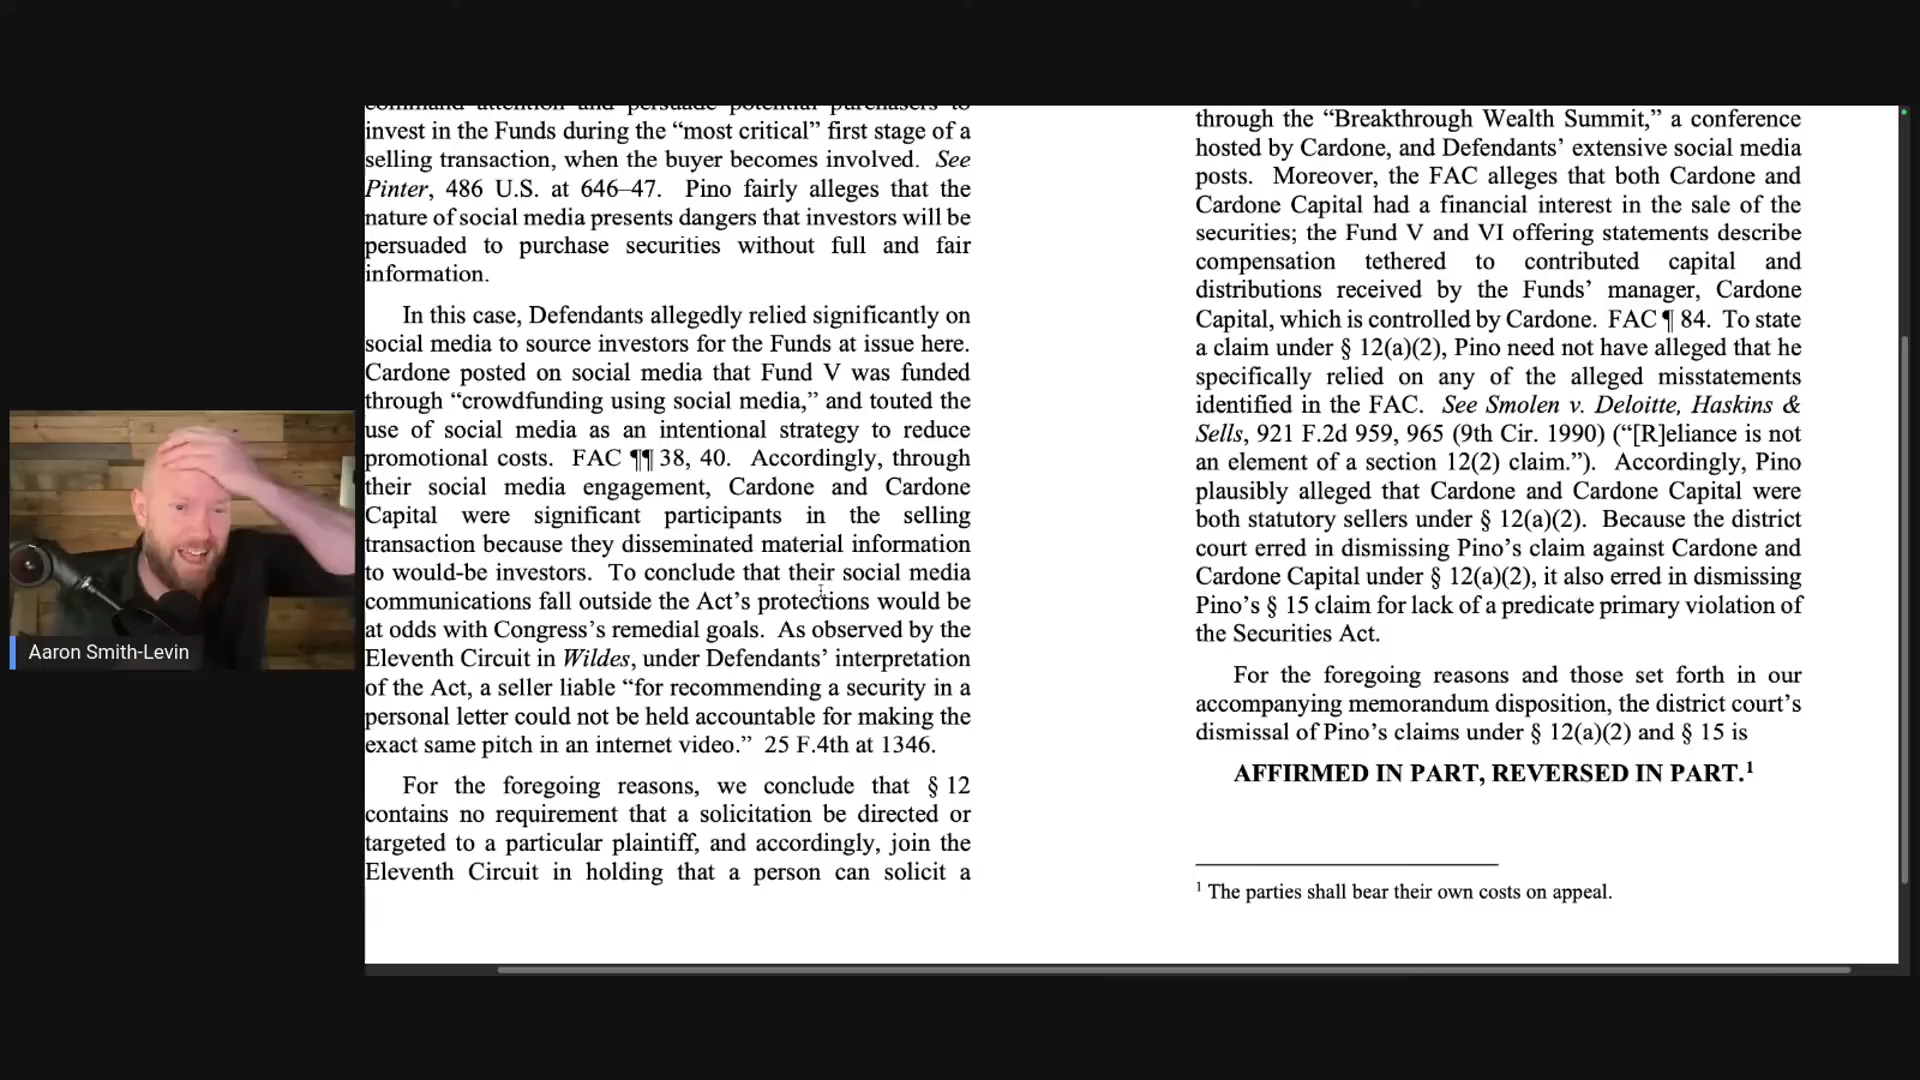 command attention and persuade potential purchasers to
invest in the Funds during the “most critical” first stage of a
selling transaction, when the buyer becomes involved. See
Pinter, 486 U.S. at 646–47. Pino fairly alleges that the
nature of social media presents dangers that investors will be
persuaded to purchase securities without full and fair
information.
In this case, Defendants allegedly relied significantly on
social media to source investors for the Funds at issue here.
Cardone posted on social media that Fund V was funded
through “crowdfunding using social media,” and touted the
use of social media as an intentional strategy to reduce
promotional costs. FAC ¶¶ 38, 40. Accordingly, through
their social media engagement, Cardone and Cardone
Capital were significant participants in the selling
transaction because they disseminated material information
to would-be investors. To conclude that their social media
communications fall outside the Act’s protections would be
at odds with Congress’s remedial goals. As observed by the
Eleventh Circuit in Wildes, under Defendants’ interpretation
of the Act, a seller liable “for recommending a security in a
personal letter could not be held accountable for making the
exact same pitch in an internet video.” 25 F.4th at 1346.
For the foregoing reasons, we conclude that § 12
contains no requirement that a solicitation be directed or
targeted to a particular plaintiff, and accordingly, join the
Eleventh Circuit in holding that a person can solicit a
through the “Breakthrough Wealth Summit,” a conference
hosted by Cardone, and Defendants’ extensive social media
posts. Moreover, the FAC alleges that both Cardone and
Cardone Capital had a financial interest in the sale of the
securities; the Fund V and VI offering statements describe
compensation tethered to contributed capital and
distributions received by the Funds’ manager, Cardone
Capital, which is controlled by Cardone. FAC ¶ 84. To state
a claim under § 12(a)(2), Pino need not have alleged that he
specifically relied on any of the alleged misstatements
identified in the FAC. See Smolen v. Deloitte, Haskins &
Sells, 921 F.2d 959, 965 (9th Cir. 1990) (“[R]eliance is not
an element of a section 12(2) claim.”). Accordingly, Pino
plausibly alleged that Cardone and Cardone Capital were
both statutory sellers under § 12(a)(2). Because the district
court erred in dismissing Pino’s claim against Cardone and
Cardone Capital under § 12(a)(2), it also erred in dismissing
Pino’s § 15 claim for lack of a predicate primary violation of
the Securities Act.
For the foregoing reasons and those set forth in our
accompanying memorandum disposition, the district court’s
dismissal of Pino’s claims under § 12(a)(2) and § 15 is
AFFIRMED IN PART, REVERSED IN PART.¹
¹ The parties shall bear their own costs on appeal.
Aaron Smith-Levin